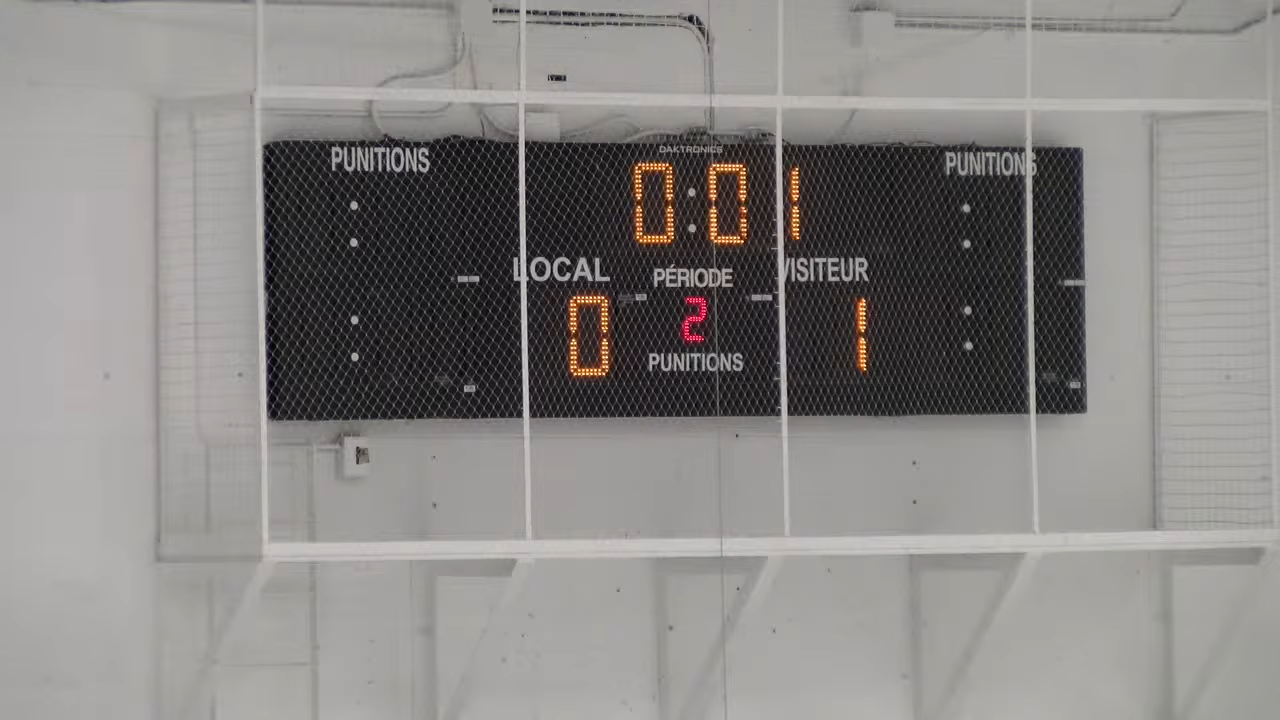 DAKTRONICS
PUNITIONS 0:01 PUNITIONS
LOCAL PÉRIODE VISITEUR
0 2 1
PUNITIONS